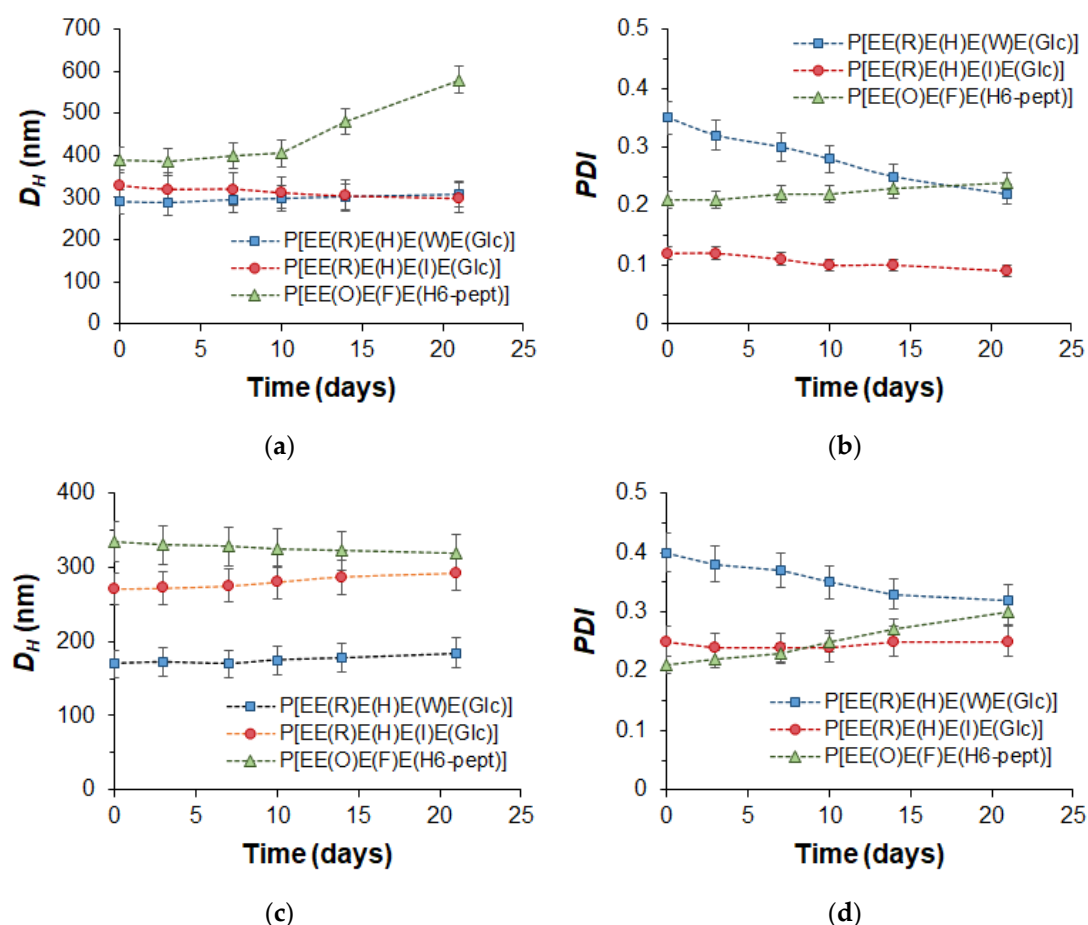 700
600
500
400
300
200
100
0
D_H (nm)
0 5 10 15 20 25
Time (days)
P[EE(R)E(H)E(W)E(Glc)]
P[EE(R)E(H)E(I)E(Glc)]
P[EE(O)E(F)E(H6-pept)]
(a)
0.5
0.4
0.3
0.2
0.1
0
PDI
0 5 10 15 20 25
Time (days)
P[EE(R)E(H)E(W)E(Glc)]
P[EE(R)E(H)E(I)E(Glc)]
P[EE(O)E(F)E(H6-pept)]
(b)
400
300
200
100
0
D_H (nm)
0 5 10 15 20 25
Time (days)
P[EE(R)E(H)E(W)E(Glc)]
P[EE(R)E(H)E(I)E(Glc)]
P[EE(O)E(F)E(H6-pept)]
(c)
0.5
0.4
0.3
0.2
0.1
0
PDI
0 5 10 15 20 25
Time (days)
P[EE(R)E(H)E(W)E(Glc)]
P[EE(R)E(H)E(I)E(Glc)]
P[EE(O)E(F)E(H6-pept)]
(d)